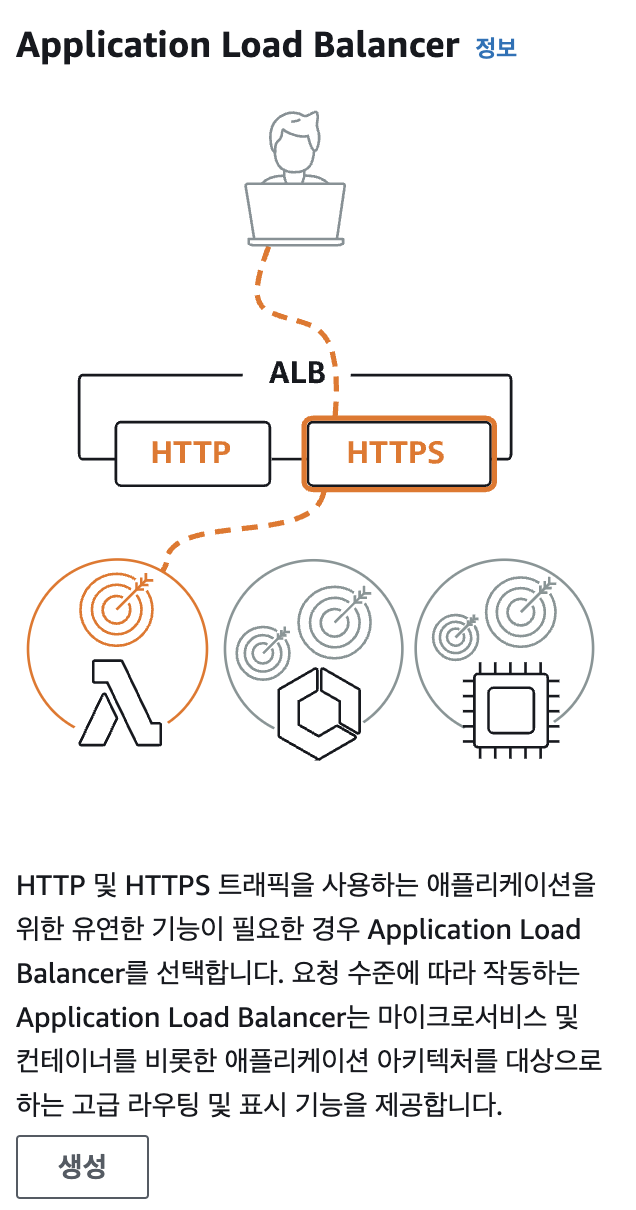 Application Load Balancer 정보
ALB
HTTP HTTPS
HTTP 및 HTTPS 트래픽을 사용하는 애플리케이션을
위한 유연한 기능이 필요한 경우 Application Load
Balancer를 선택합니다. 요청 수준에 따라 작동하는
Application Load Balancer는 마이크로서비스 및
컨테이너를 비롯한 애플리케이션 아키텍처를 대상으로
하는 고급 라우팅 및 표시 기능을 제공합니다.
생성